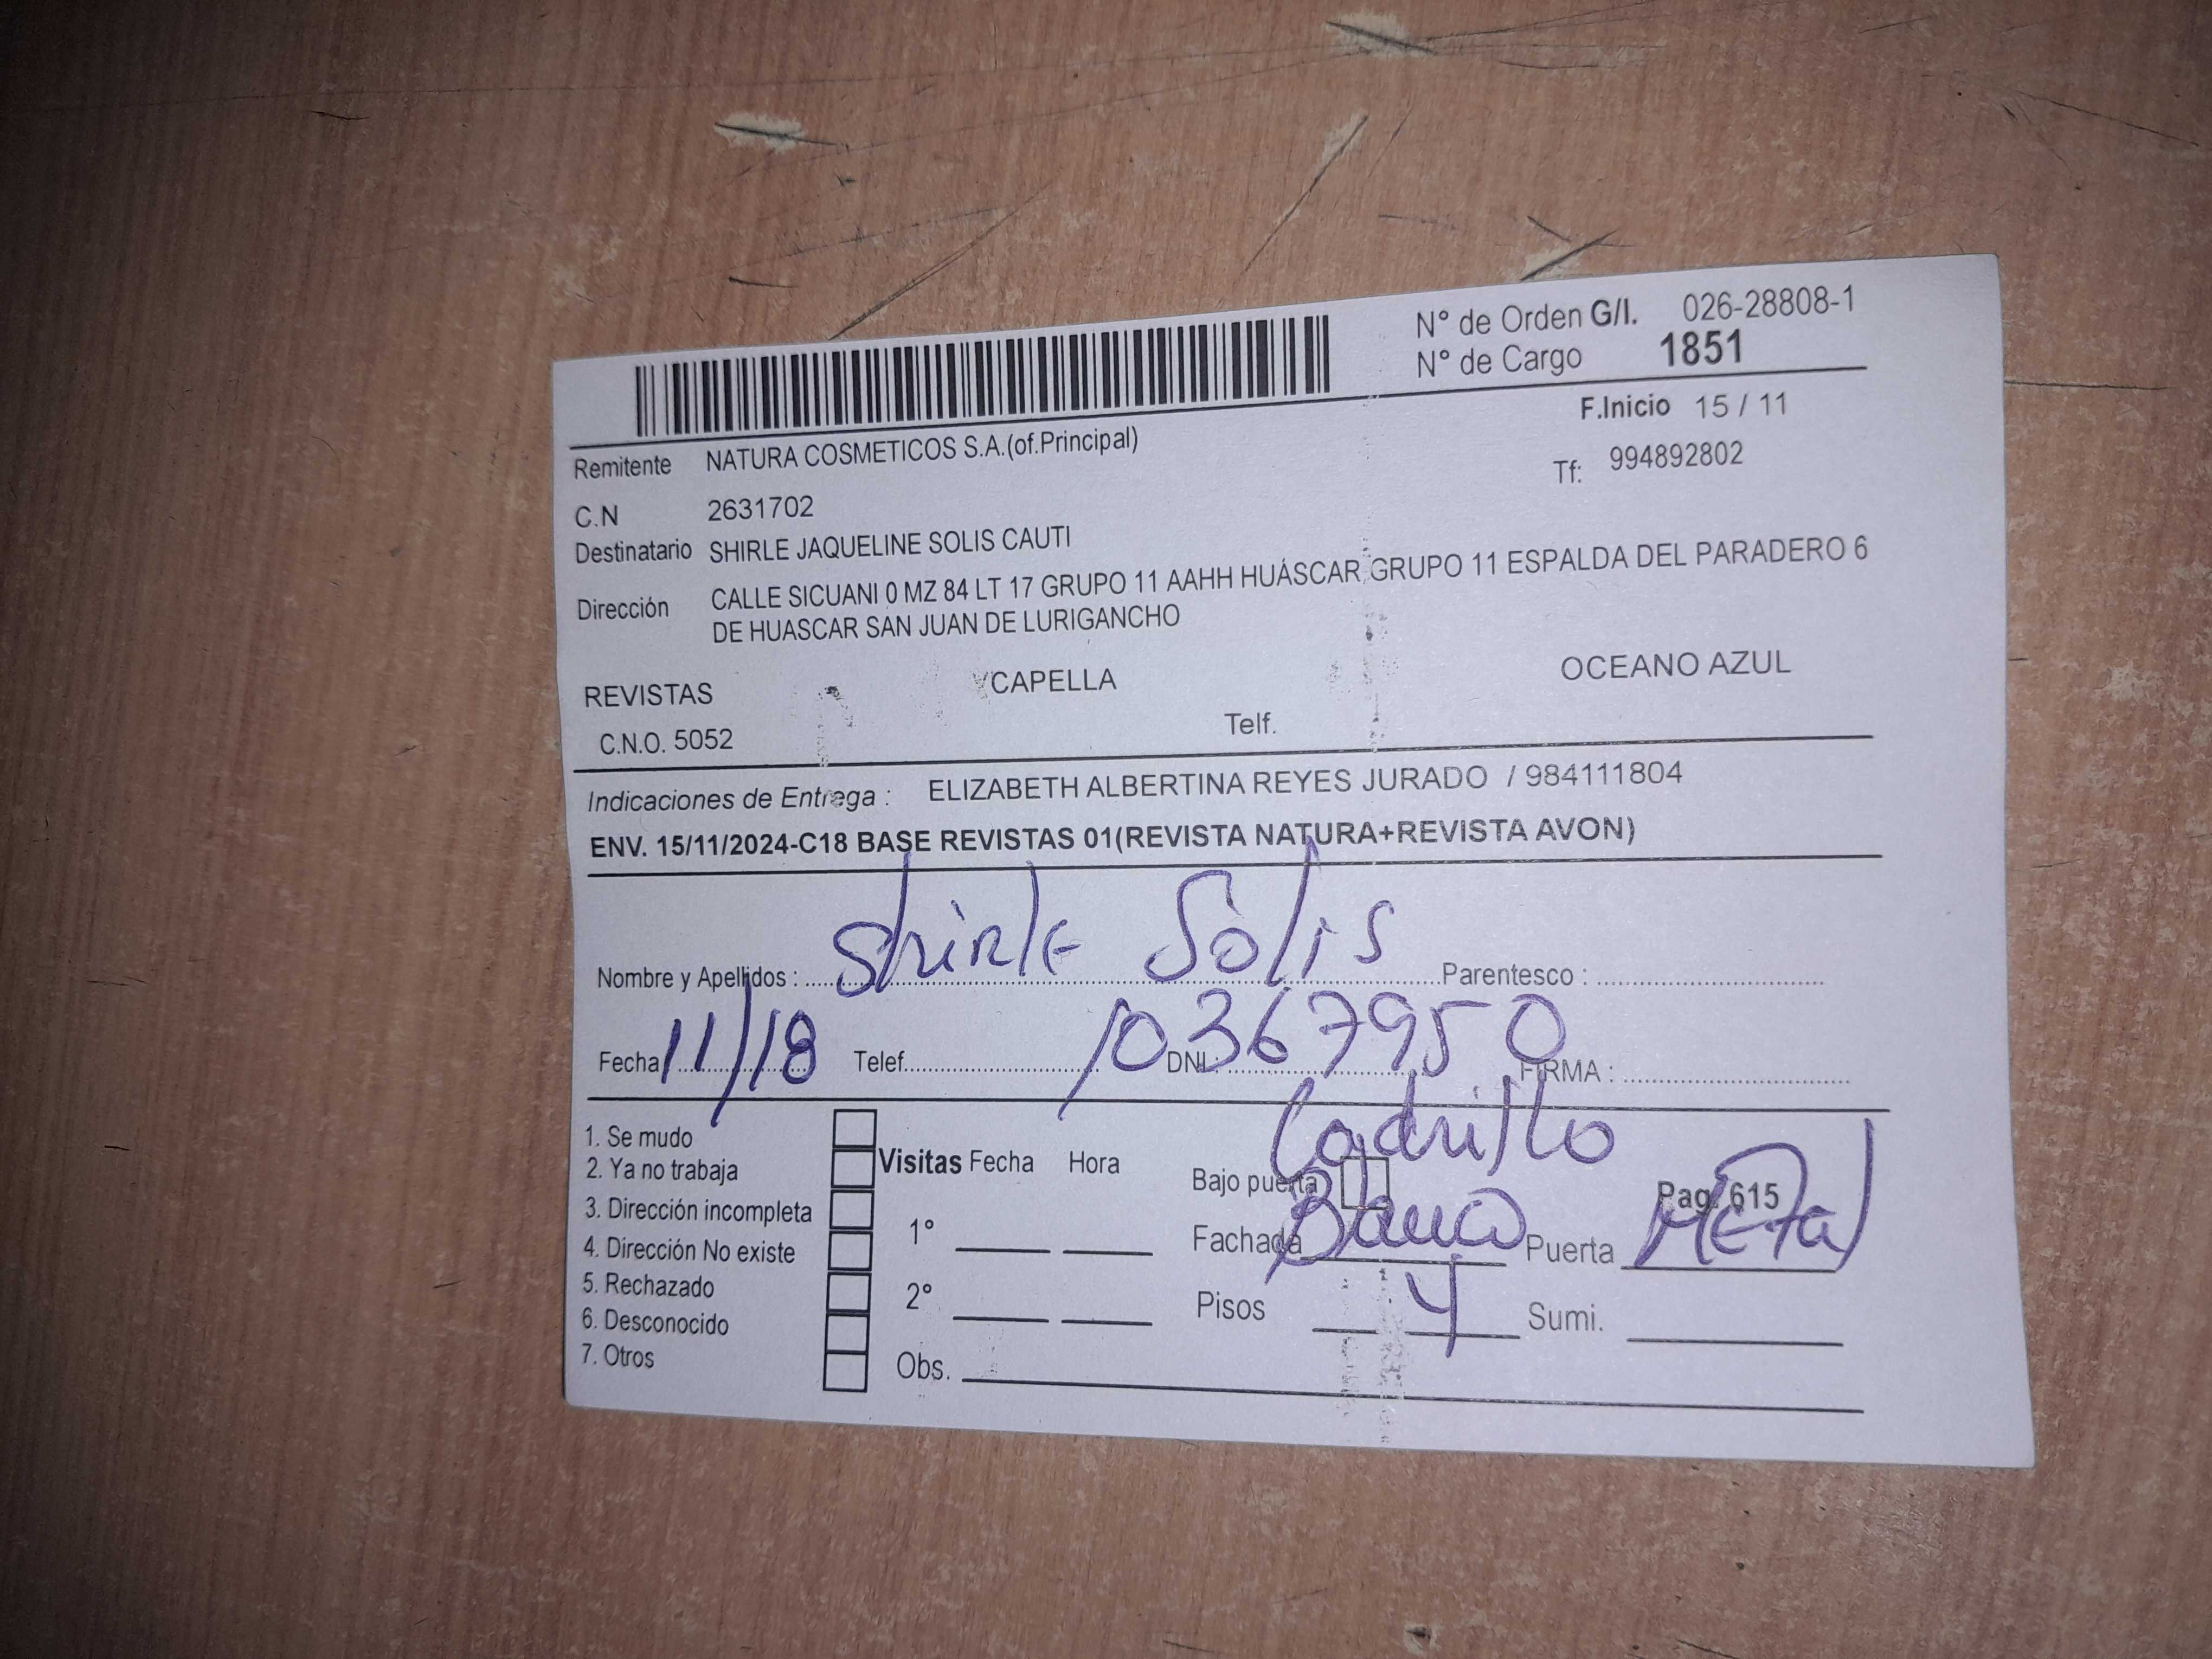 N° de Orden G/I. 026-28808-1
N° de Cargo 1851
F.Inicio 15 / 11
Remitente NATURA COSMETICOS S.A.(of.Principal)
Tf: 994892802
C.N 2631702
Destinatario SHIRLE JAQUELINE SOLIS CAUTI
Dirección CALLE SICUANI 0 MZ 84 LT 17 GRUPO 11 AAHH HUÁSCAR GRUPO 11 ESPALDA DEL PARADERO 6
DE HUASCAR SAN JUAN DE LURIGANCHO
REVISTAS YCAPELLA OCEANO AZUL
C.N.O. 5052 Telf.
Indicaciones de Entrega : ELIZABETH ALBERTINA REYES JURADO / 984111804
ENV. 15/11/2024-C18 BASE REVISTAS 01(REVISTA NATURA+REVISTA AVON)
Nombre y Apellidos : Shirle Solis Parentesco :
Fecha 11/18 Telef. DNI : 10367950 FIRMA :
Ladrillo
1. Se mudo
2. Ya no trabaja
3. Dirección incompleta
4. Dirección No existe
5. Rechazado
6. Desconocido
7. Otros
Visitas Fecha Hora
1°
2°
Obs.
Bajo puerta Pag. 615
Fachada Blanco Puerta Metal
Pisos 4 Sumi.